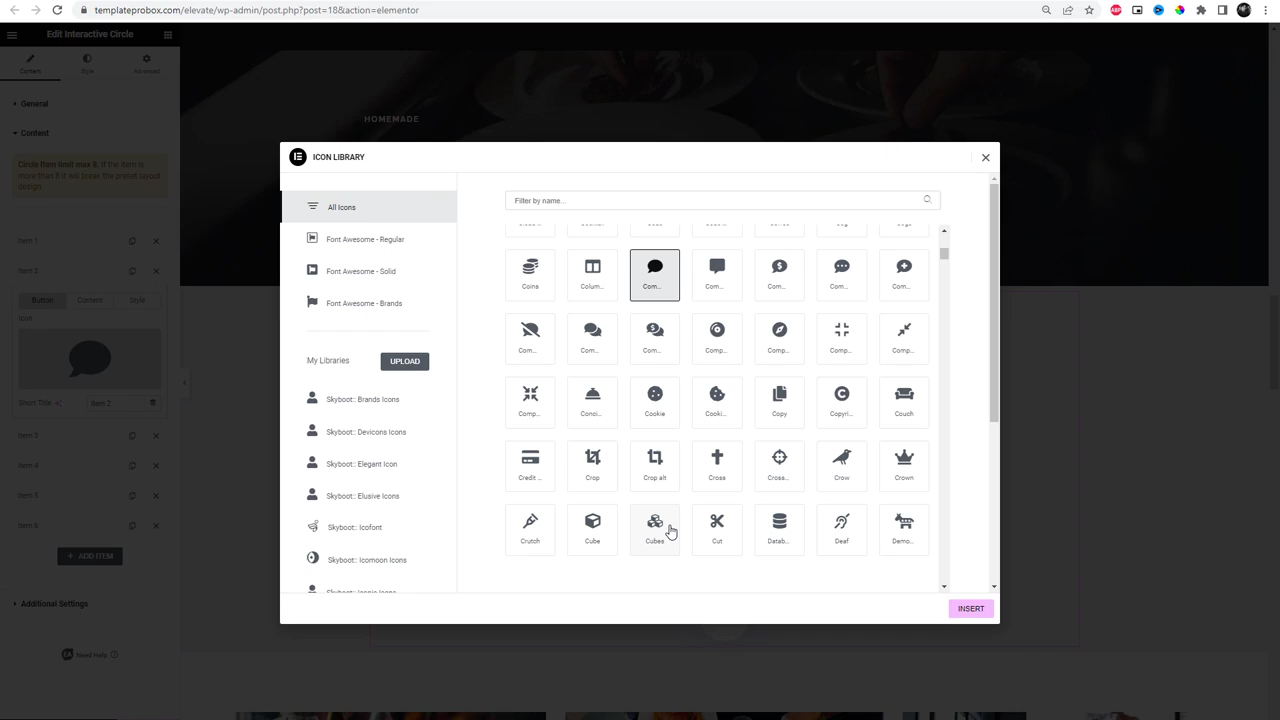 templateprobox.com/elevate/wp-admin/post.php?post=18&action=elementor
Edit Interactive Circle
Content
Style
Advanced
General
Content
Circle Item limit max 8. If the item is
more than 8 it will break the preset layout
design
Item 1
Item 2
Button
Content
Style
Icon
Short Title
Item 2
Item 3
Item 4
Item 5
Item 6
ADD ITEM
Additional Settings
Need Help
HOMEMADE
ICON LIBRARY
All Icons
Font Awesome - Regular
Font Awesome - Solid
Font Awesome - Brands
My Libraries
UPLOAD
Skyboot:: Brands Icons
Skyboot:: Devicons Icons
Skyboot:: Elegant Icon
Skyboot:: Elusive Icons
Skyboot:: Icofont
Skyboot:: Icomoon Icons
Filter by name...
Coins Colum... Com... Com... Com... Com... Com...
Com... Com... Com... Comp... Comp... Comp... Comp...
Comp... Conci... Cookie Cooki... Copy Copyri... Couch
Credit ... Crop Crop alt Cross Cross... Crow Crown
Crutch Cube Cubes Cut Datab... Deaf Demo...
INSERT